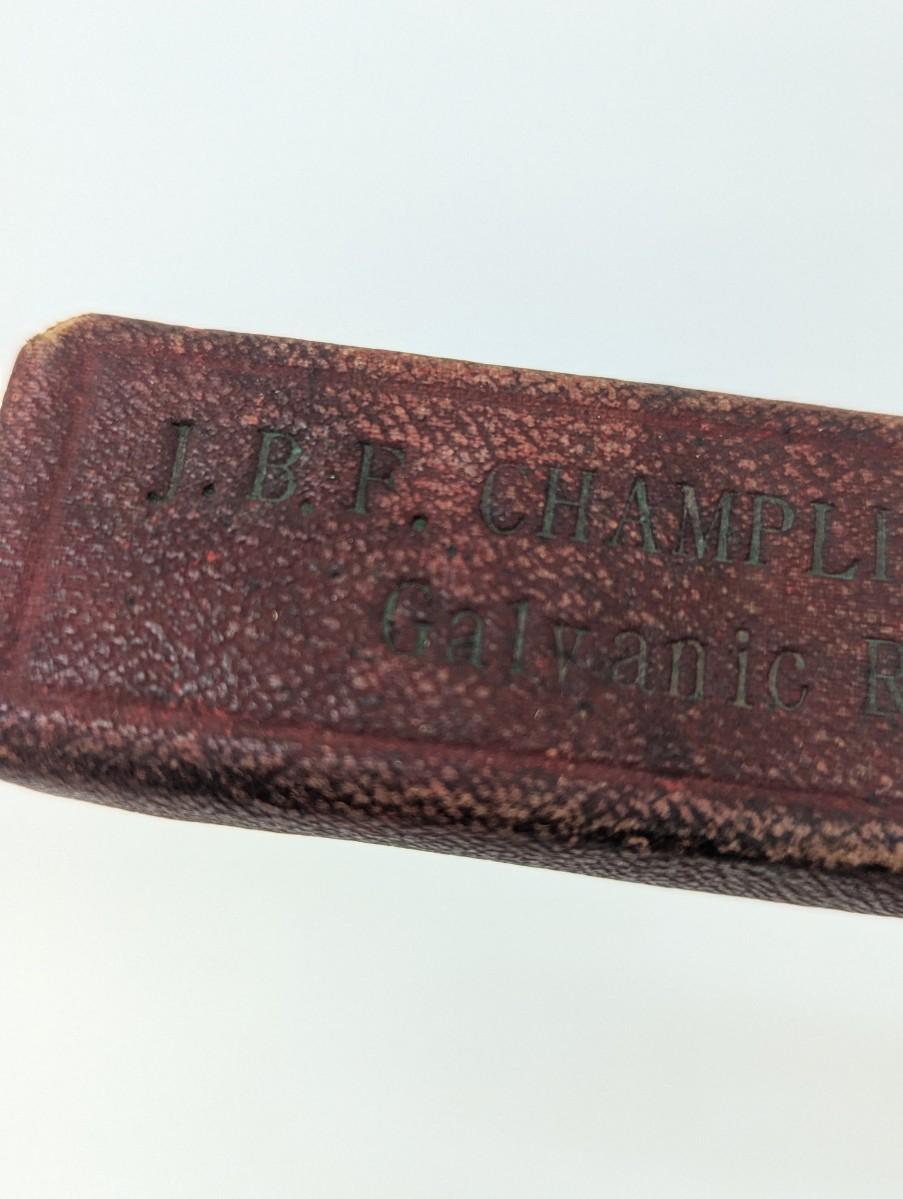 J. B. F. CHAMPLI
Galvanic R